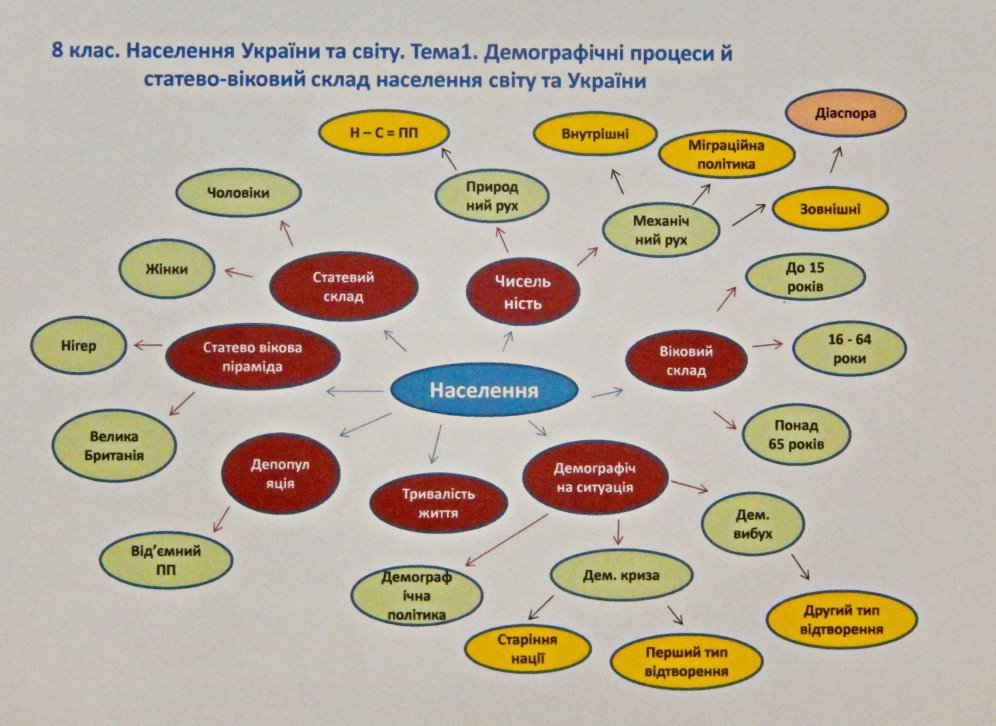 8 клас. Населення України та світу. Тема1. Демографічні процеси й
статево-віковий склад населення світу та України
Діаспора
Н – С = ПП
Внутрішні
Міграційна
політика
Чоловіки
Природ
ний рух
Зовнішні
Механіч
ний рух
Жінки
Статевий
склад
Чисель
ність
До 15
років
Нігер
Статево вікова
піраміда
Віковий
склад
16 - 64
роки
Населення
Велика
Британія
Понад
65 років
Депопул
яція
Демографіч
на ситуація
Тривалість
життя
Дем.
вибух
Від’ємний
ПП
Демограф
ічна
політика
Дем. криза
Другий тип
відтворення
Старіння
нації
Перший тип
відтворення